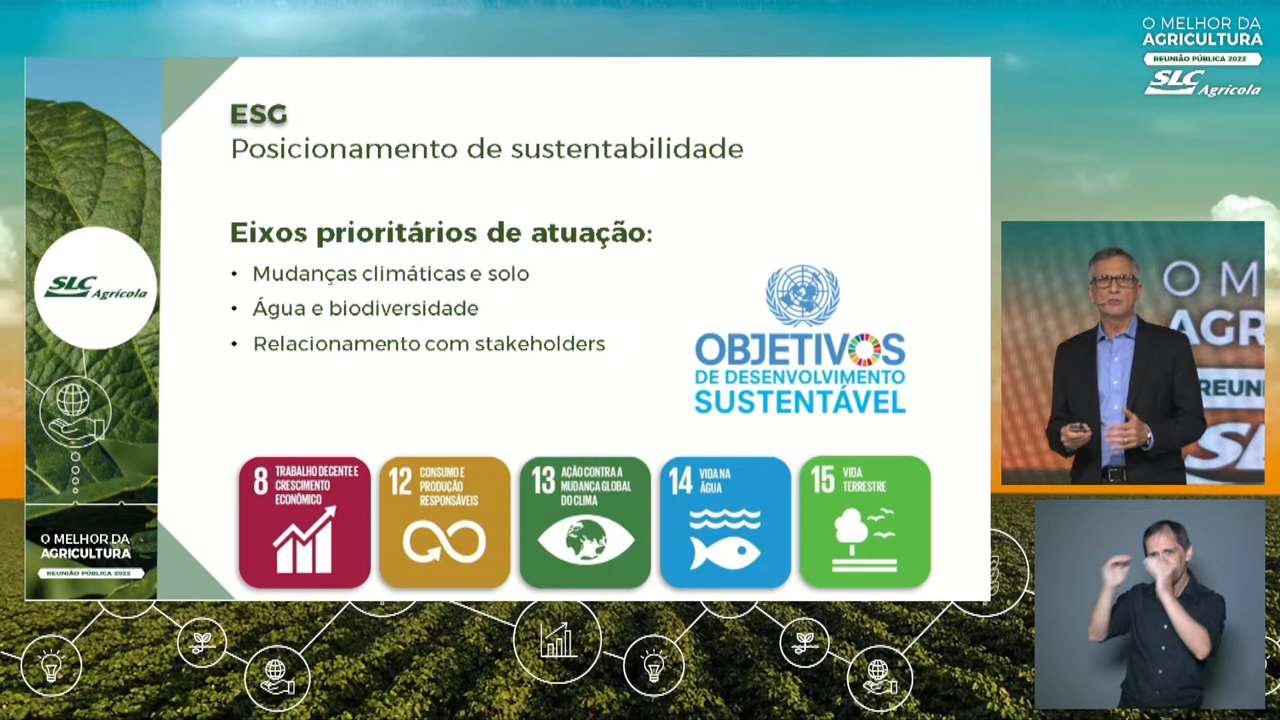 O MELHOR DA
AGRICULTURA
REUNIÃO PÚBLICA 2022
SLC
Agrícola
ESG
Posicionamento de sustentabilidade
Eixos prioritários de atuação:
• Mudanças climáticas e solo
• Água e biodiversidade
• Relacionamento com stakeholders
SLC
Agrícola
OBJETIVOS
DE DESENVOLVIMENTO
SUSTENTÁVEL
8 TRABALHO DECENTE E
CRESCIMENTO
ECONÔMICO
12 CONSUMO E
PRODUÇÃO
RESPONSÁVEIS
13 AÇÃO CONTRA A
MUDANÇA GLOBAL
DO CLIMA
14 VIDA NA
ÁGUA
15 VIDA
TERRESTRE
O MELHOR DA
AGRICULTURA
REUNIÃO PÚBLICA 2022
O M
AGR
REUN
SL